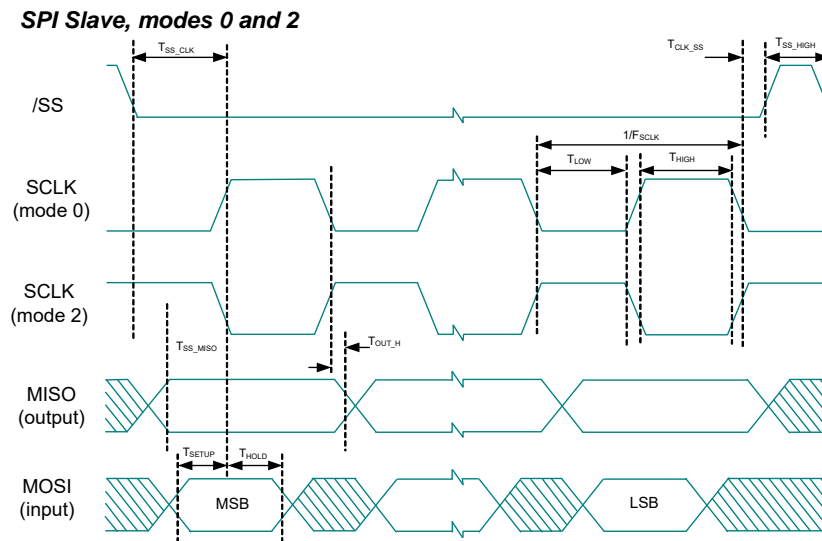 SPI Slave, modes 0 and 2
TSS_CLK
TCLK_SS
TSS_HIGH
/SS
1/FSCLK
TLOW
THIGH
SCLK
(mode 0)
SCLK
(mode 2)
TSS_MISO
TOUT_H
MISO
(output)
TSETUP
THOLD
MOSI
(input)
MSB
LSB